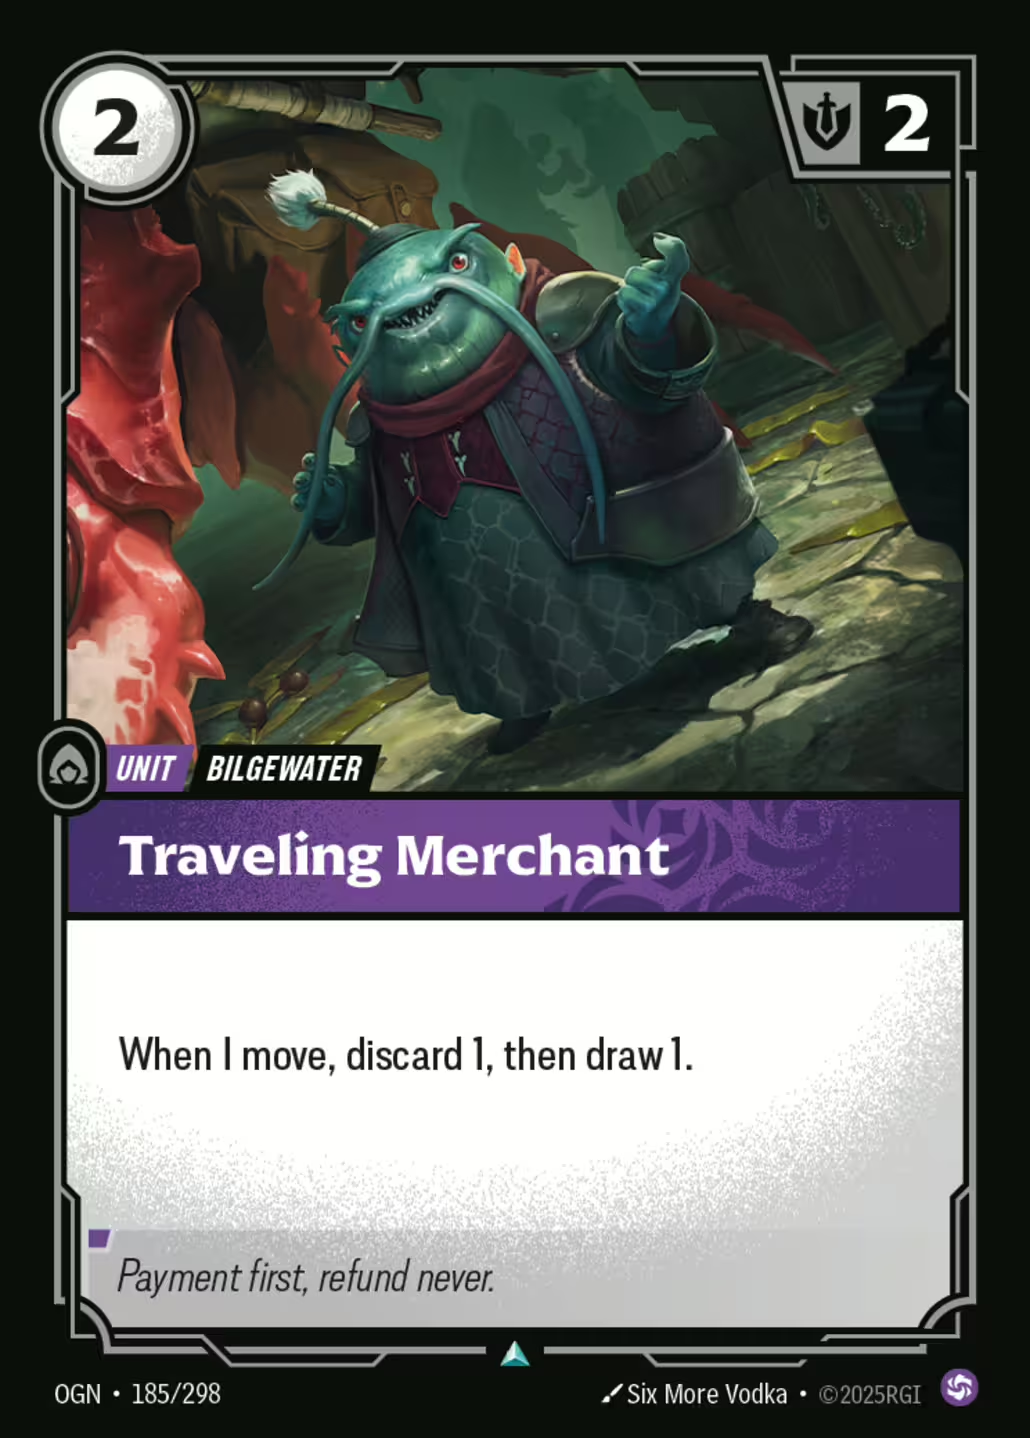 2
2
UNIT BILGEWATER
Traveling Merchant
When I move, discard 1, then draw 1.
Payment first, refund never.
OGN • 185/298
Six More Vodka • ©2025RGI